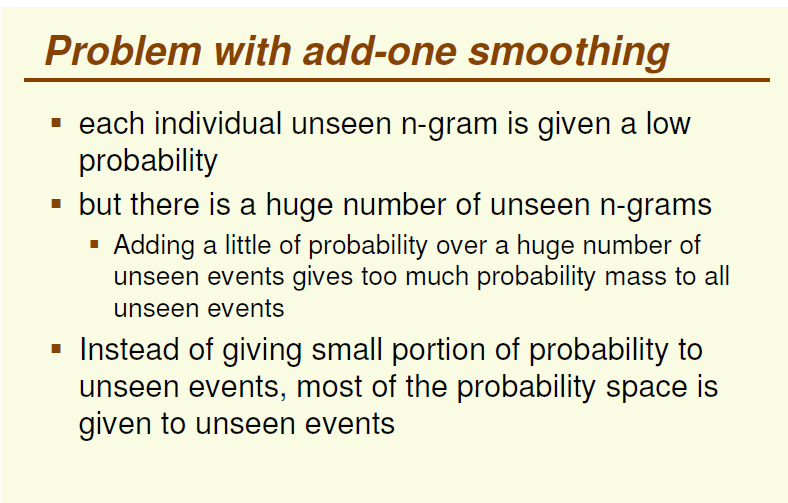 Problem with add-one smoothing
▪ each individual unseen n-gram is given a low
probability
▪ but there is a huge number of unseen n-grams
▪ Adding a little of probability over a huge number of
unseen events gives too much probability mass to all
unseen events
▪ Instead of giving small portion of probability to
unseen events, most of the probability space is
given to unseen events